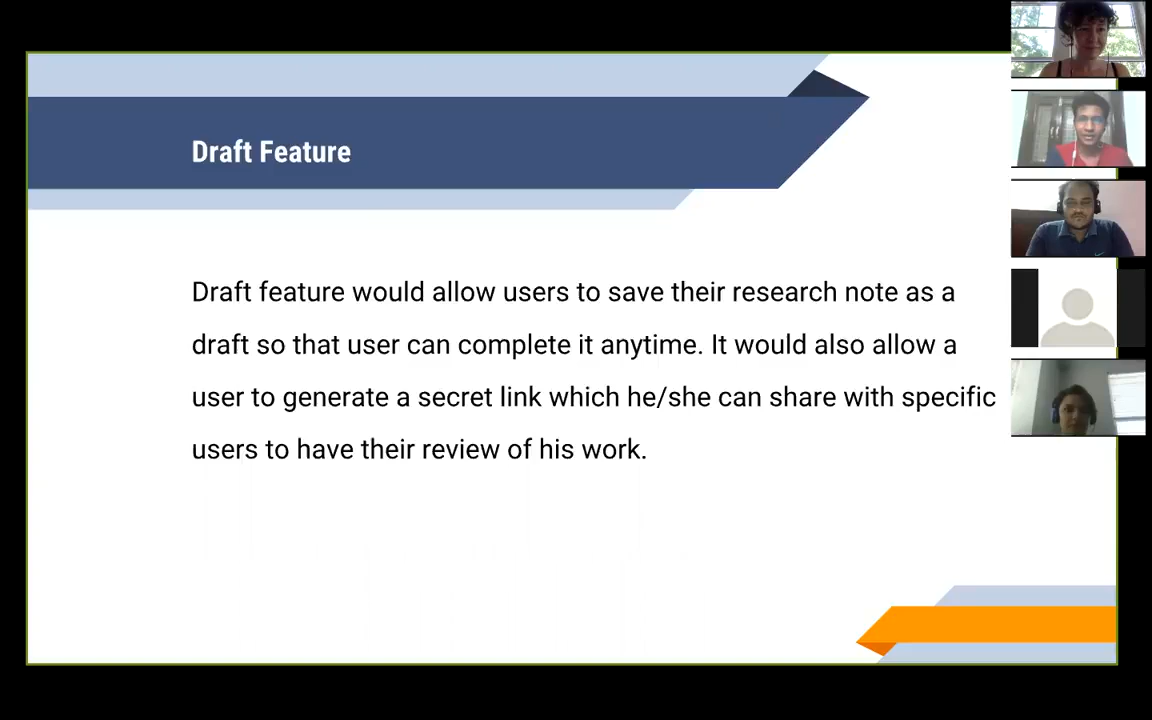 Draft Feature
Draft feature would allow users to save their research note as a
draft so that user can complete it anytime. It would also allow a
user to generate a secret link which he/she can share with specific
users to have their review of his work.